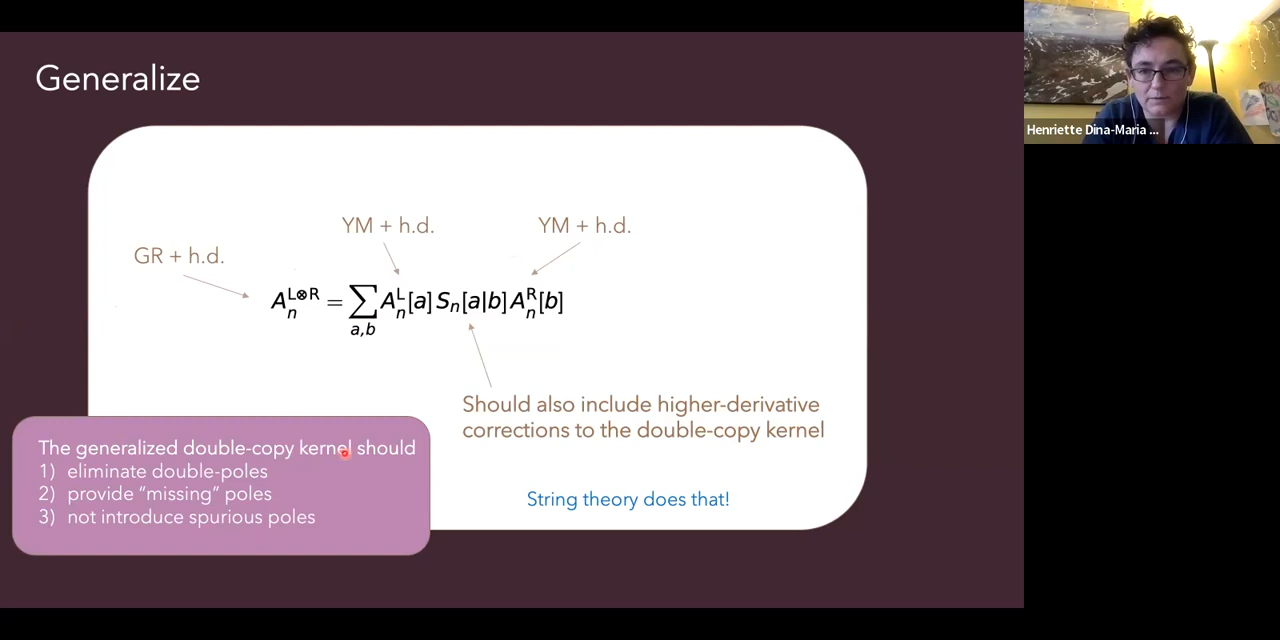 Generalize
Henriette Dina-Maria ...
YM + h.d.
YM + h.d.
GR + h.d.
A_n^{L⊗R} = ∑_{a,b} A_n^L[a] S_n[a|b] A_n^R[b]
Should also include higher-derivative
corrections to the double-copy kernel
The generalized double-copy kernel should
1) eliminate double-poles
2) provide “missing” poles
3) not introduce spurious poles
String theory does that!